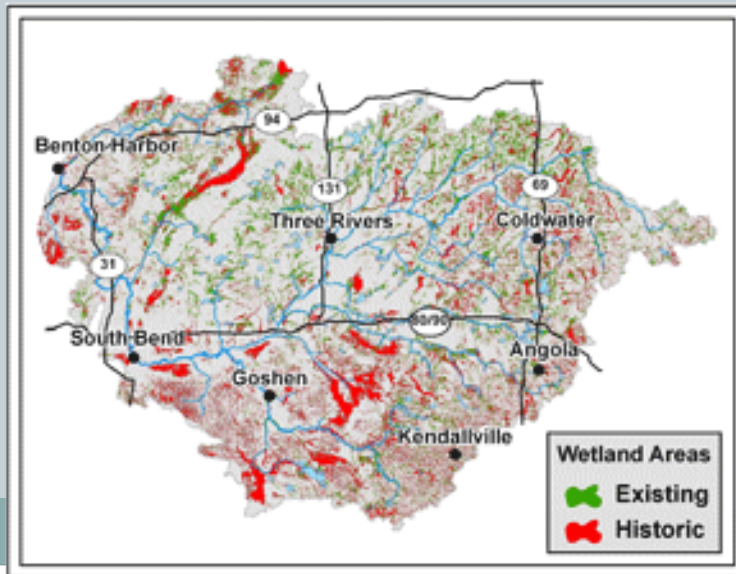 94
Benton Harbor
131
69
Three Rivers
Coldwater
31
80/90
South Bend
Angola
Goshen
Kendallville
Wetland Areas
Existing
Historic